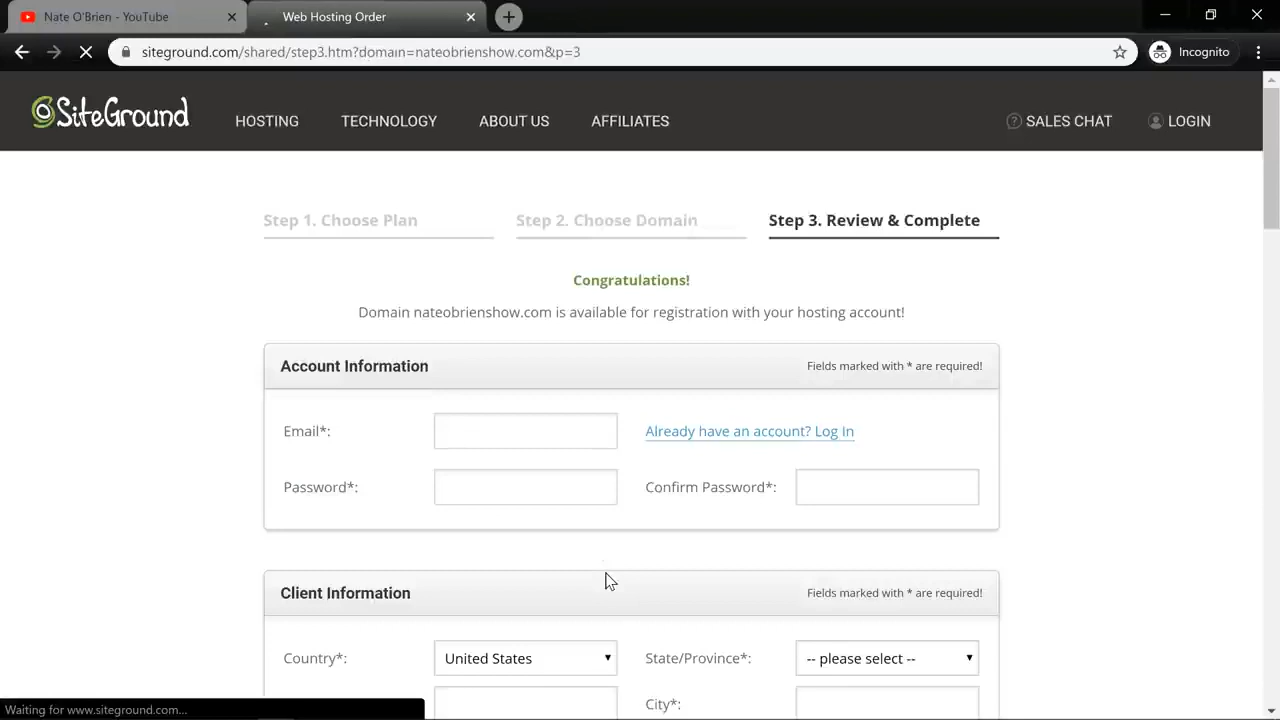 Nate O'Brien - YouTube
Web Hosting Order
siteground.com/shared/step3.htm?domain=nateobrienshow.com&p=3
Incognito
SiteGround
HOSTING
TECHNOLOGY
ABOUT US
AFFILIATES
SALES CHAT
LOGIN
Step 1. Choose Plan
Step 2. Choose Domain
Step 3. Review & Complete
Congratulations!
Domain nateobrienshow.com is available for registration with your hosting account!
Account Information
Fields marked with * are required!
Email*:
Already have an account? Log In
Password*:
Confirm Password*:
Client Information
Fields marked with * are required!
Country*:
United States
State/Province*:
-- please select --
City*:
Waiting for www.siteground.com...